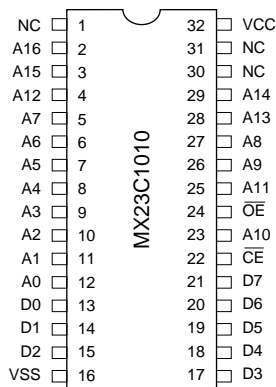 NC 1 32 VCC
A16 2 31 NC
A15 3 30 NC
A12 4 29 A14
A7 5 28 A13
A6 6 27 A8
A5 7 26 A9
A4 8 25 A11
A3 9 24 O̅E̅
A2 10 23 A10
A1 11 22 C̅E̅
A0 12 21 D7
D0 13 20 D6
D1 14 19 D5
D2 15 18 D4
VSS 16 17 D3
MX23C1010